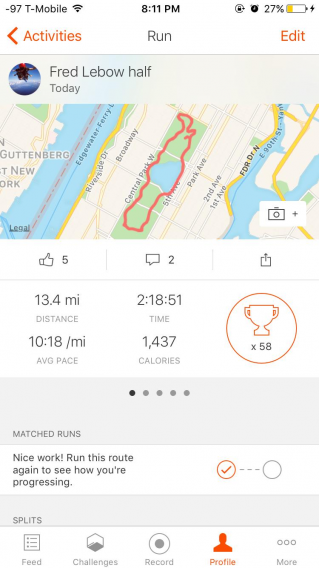 -97 T-Mobile 8:11 PM 27%
Activities Run Edit
Fred Lebow half
Today
GUTTENBERG
EST NEW
YORK
Edgewater Ferry L
Riverside Dr
Broadway
Central Park W
5th Ave
Park Ave
2nd Ave
1st Ave
FDR Dr N
E 90th St
Legal
+
5 2
13.4 mi 2:18:51
DISTANCE TIME
10:18 /mi 1,437
AVG PACE CALORIES
x 58
MATCHED RUNS
Nice work! Run this route
again to see how you're
progressing.
SPLITS
Feed Challenges Record Profile More